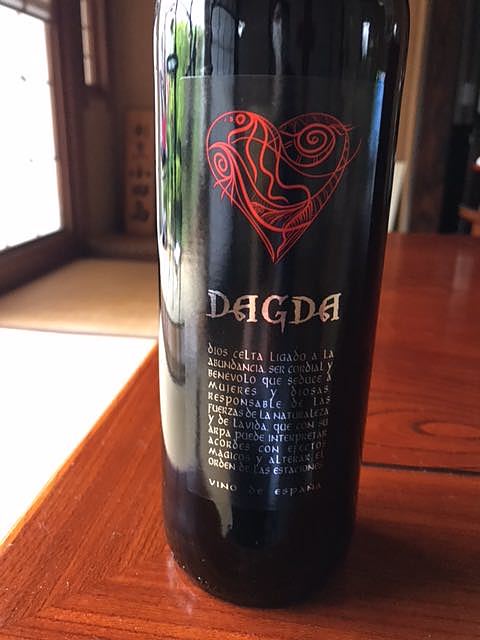 DAGDA
DIOS CELTA LIGADO A LA
ABUNDANCIA. SER CORDIAL Y
BENÉVOLO QUE SEDUCE A
MUJERES Y DIOSAS.
RESPONSABLE DE LAS
FUERZAS DE LA NATURALEZA
Y DE LA VIDA, QUE CON SU
ARPA PUEDE INTERPRETAR
ACORDES CON EFECTOS
MÁGICOS Y ALTERAR EL
ORDEN DE LAS ESTACIONES.
VINO DE ESPAÑA